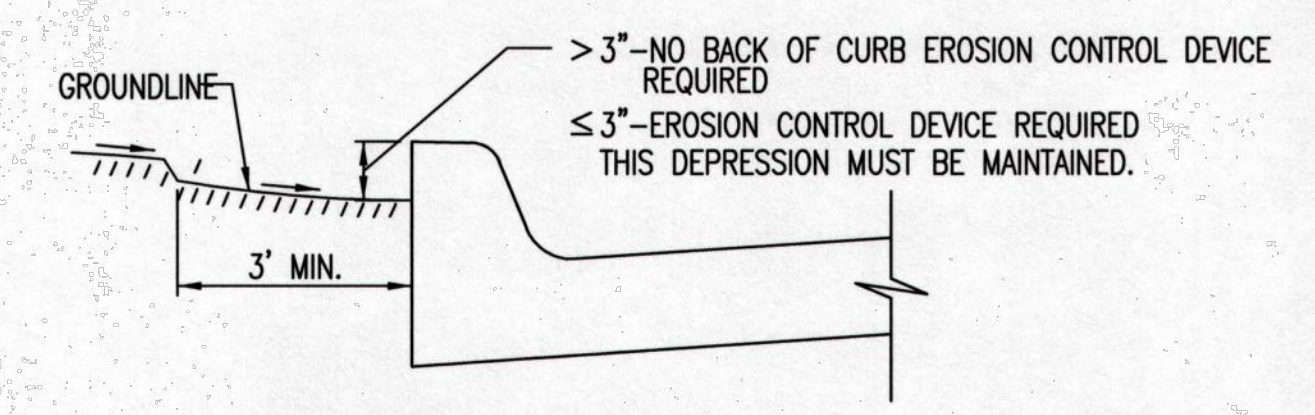 GROUNDLINE
> 3"-NO BACK OF CURB EROSION CONTROL DEVICE
REQUIRED
≤ 3"-EROSION CONTROL DEVICE REQUIRED
THIS DEPRESSION MUST BE MAINTAINED.
3' MIN.